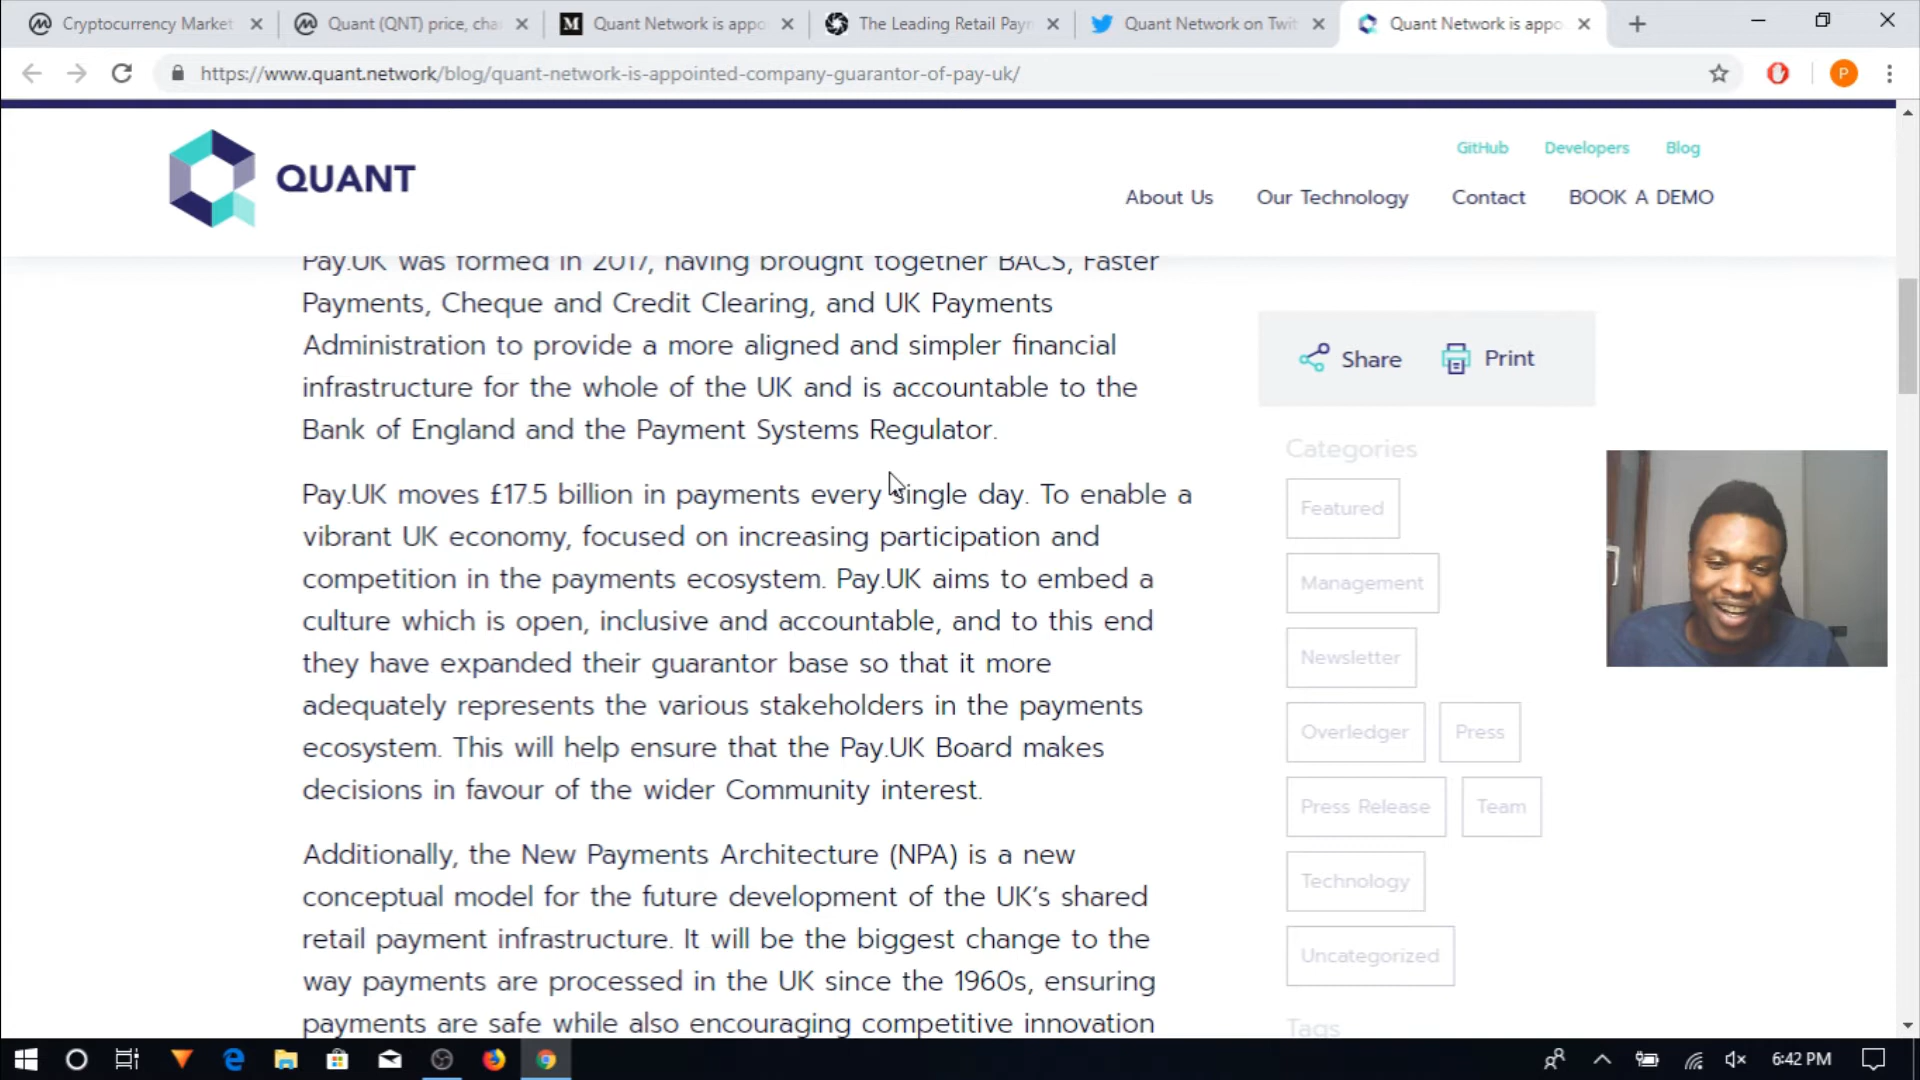 Cryptocurrency Market
Quant (QNT) price, cha
Quant Network is appo
The Leading Retail Payn
Quant Network on Twit
Quant Network is appo
https://www.quant.network/blog/quant-network-is-appointed-company-guarantor-of-pay-uk/
P
QUANT
GitHub
Developers
Blog
About Us
Our Technology
Contact
BOOK A DEMO
Pay.UK was formed in 2017, having brought together BACS, Faster
Payments, Cheque and Credit Clearing, and UK Payments
Administration to provide a more aligned and simpler financial
infrastructure for the whole of the UK and is accountable to the
Bank of England and the Payment Systems Regulator.
Pay.UK moves £17.5 billion in payments every single day. To enable a
vibrant UK economy, focused on increasing participation and
competition in the payments ecosystem. Pay.UK aims to embed a
culture which is open, inclusive and accountable, and to this end
they have expanded their guarantor base so that it more
adequately represents the various stakeholders in the payments
ecosystem. This will help ensure that the Pay.UK Board makes
decisions in favour of the wider Community interest.
Additionally, the New Payments Architecture (NPA) is a new
conceptual model for the future development of the UK's shared
retail payment infrastructure. It will be the biggest change to the
way payments are processed in the UK since the 1960s, ensuring
payments are safe while also encouraging competitive innovation
Share
Print
Categories
Featured
Management
Newsletter
Overledger
Press
Press Release
Team
Technology
Uncategorized
Tags
6:42 PM